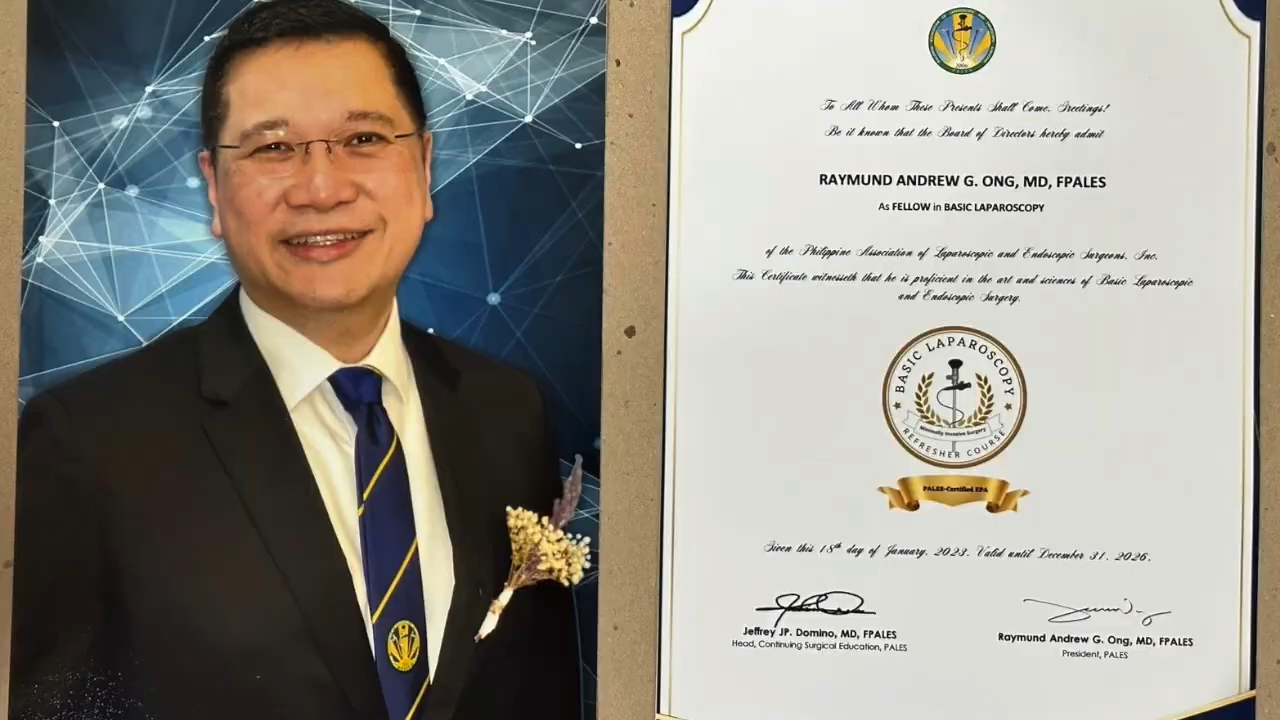 2006
To All Whom These Presents Shall Come, Greetings!
Be it known that the Board of Directors hereby admit
RAYMUND ANDREW G. ONG, MD, FPALES
As FELLOW in BASIC LAPAROSCOPY
of the Philippine Association of Laparoscopic and Endoscopic Surgeons, Inc.
This Certificate witnesseth that he is proficient in the art and sciences of Basic Laparoscopic
and Endoscopic Surgery.
BASIC LAPAROSCOPY
Minimally Invasive Surgery
REFRESHER COURSE
PALES-Certified EPA
Given this 18th day of January, 2023. Valid until December 31, 2026.
Jeffrey JP. Domino, MD, FPALES
Head, Continuing Surgical Education, PALES
Raymund Andrew G. Ong, MD, FPALES
President, PALES